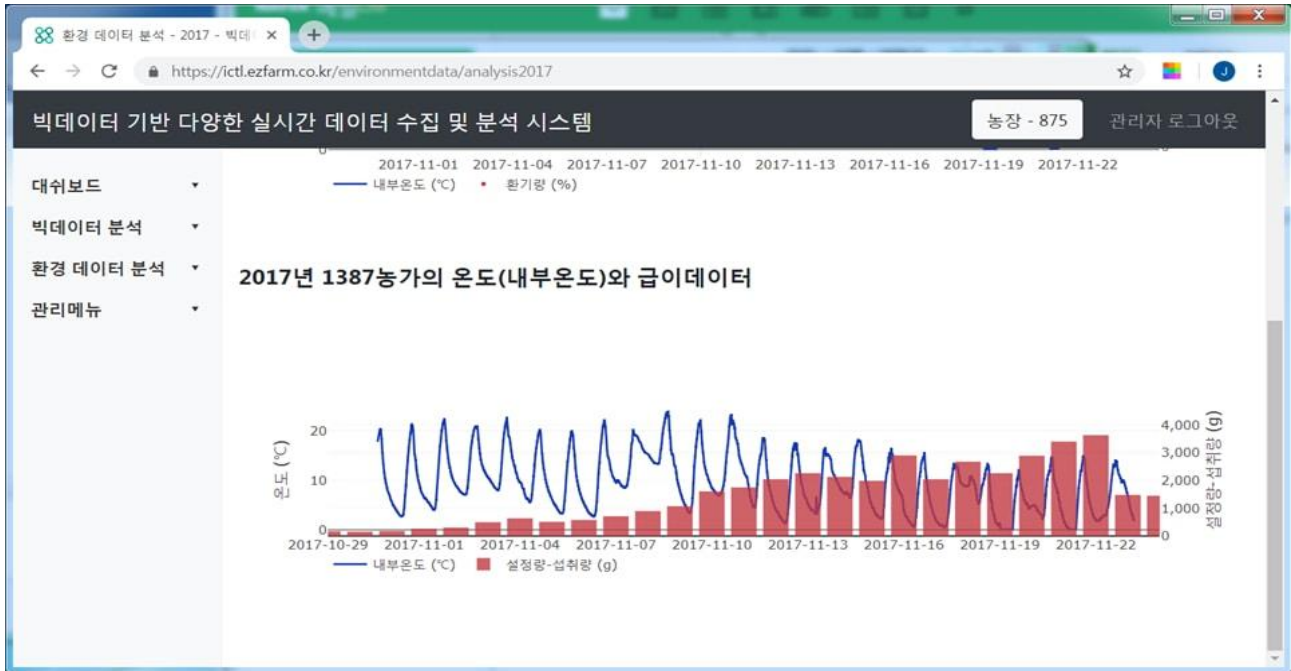 환경 데이터 분석 - 2017 - 빅데
https://ictl.ezfarm.co.kr/environmentdata/analysis2017
J
빅데이터 기반 다양한 실시간 데이터 수집 및 분석 시스템
농장 - 875
관리자 로그아웃
대쉬보드
빅데이터 분석
환경 데이터 분석
관리메뉴
2017-11-01 2017-11-04 2017-11-07 2017-11-10 2017-11-13 2017-11-16 2017-11-19 2017-11-22
내부온도 (℃) 환기량 (%)
2017년 1387농가의 온도(내부온도)와 급이데이터
온도 (℃)
20
10
0
4,000
3,000
2,000
1,000
0
설정량-섭취량 (g)
2017-10-29 2017-11-01 2017-11-04 2017-11-07 2017-11-10 2017-11-13 2017-11-16 2017-11-19 2017-11-22
내부온도 (℃) 설정량-섭취량 (g)